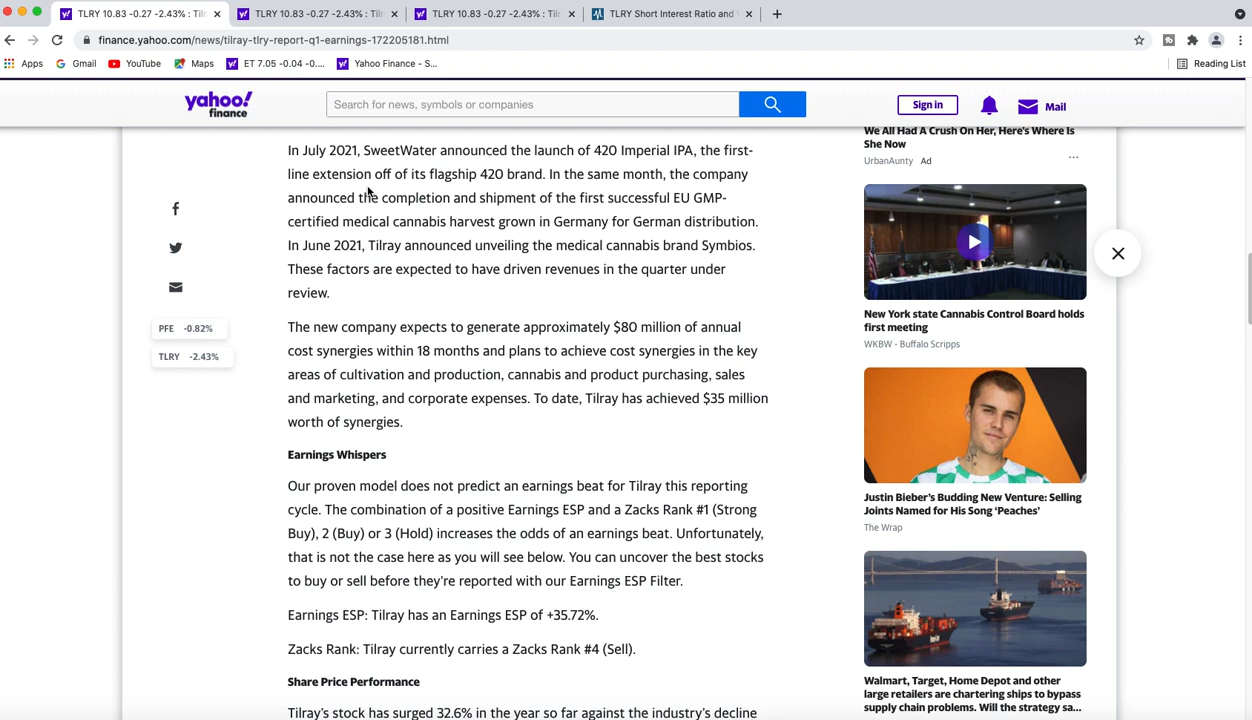 TLRY 10.83 -0.27 -2.43% : Tilr
TLRY 10.83 -0.27 -2.43% : Tilr
TLRY 10.83 -0.27 -2.43% : Tilr
TLRY Short Interest Ratio and
finance.yahoo.com/news/tilray-tlry-report-q1-earnings-172205181.html
Apps
Gmail
YouTube
Maps
ET 7.05 -0.04 -0....
Yahoo Finance - S...
Reading List
yahoo!
finance
Search for news, symbols or companies
Sign in
Mail
In July 2021, SweetWater announced the launch of 420 Imperial IPA, the first-
line extension off of its flagship 420 brand. In the same month, the company
announced the completion and shipment of the first successful EU GMP-
certified medical cannabis harvest grown in Germany for German distribution.
In June 2021, Tilray announced unveiling the medical cannabis brand Symbios.
These factors are expected to have driven revenues in the quarter under
review.
PFE -0.82%
TLRY -2.43%
The new company expects to generate approximately $80 million of annual
cost synergies within 18 months and plans to achieve cost synergies in the key
areas of cultivation and production, cannabis and product purchasing, sales
and marketing, and corporate expenses. To date, Tilray has achieved $35 million
worth of synergies.
Earnings Whispers
Our proven model does not predict an earnings beat for Tilray this reporting
cycle. The combination of a positive Earnings ESP and a Zacks Rank #1 (Strong
Buy), 2 (Buy) or 3 (Hold) increases the odds of an earnings beat. Unfortunately,
that is not the case here as you will see below. You can uncover the best stocks
to buy or sell before they're reported with our Earnings ESP Filter.
Earnings ESP: Tilray has an Earnings ESP of +35.72%.
Zacks Rank: Tilray currently carries a Zacks Rank #4 (Sell).
Share Price Performance
Tilray's stock has surged 32.6% in the year so far against the industry's decline
We All Had A Crush On Her, Here's Where Is
She Now
UrbanAunty Ad
New York state Cannabis Control Board holds
first meeting
WKBW - Buffalo Scripps
Justin Bieber's Budding New Venture: Selling
Joints Named for His Song 'Peaches'
The Wrap
Walmart, Target, Home Depot and other
large retailers are chartering ships to bypass
supply chain problems. Will the strategy sa...